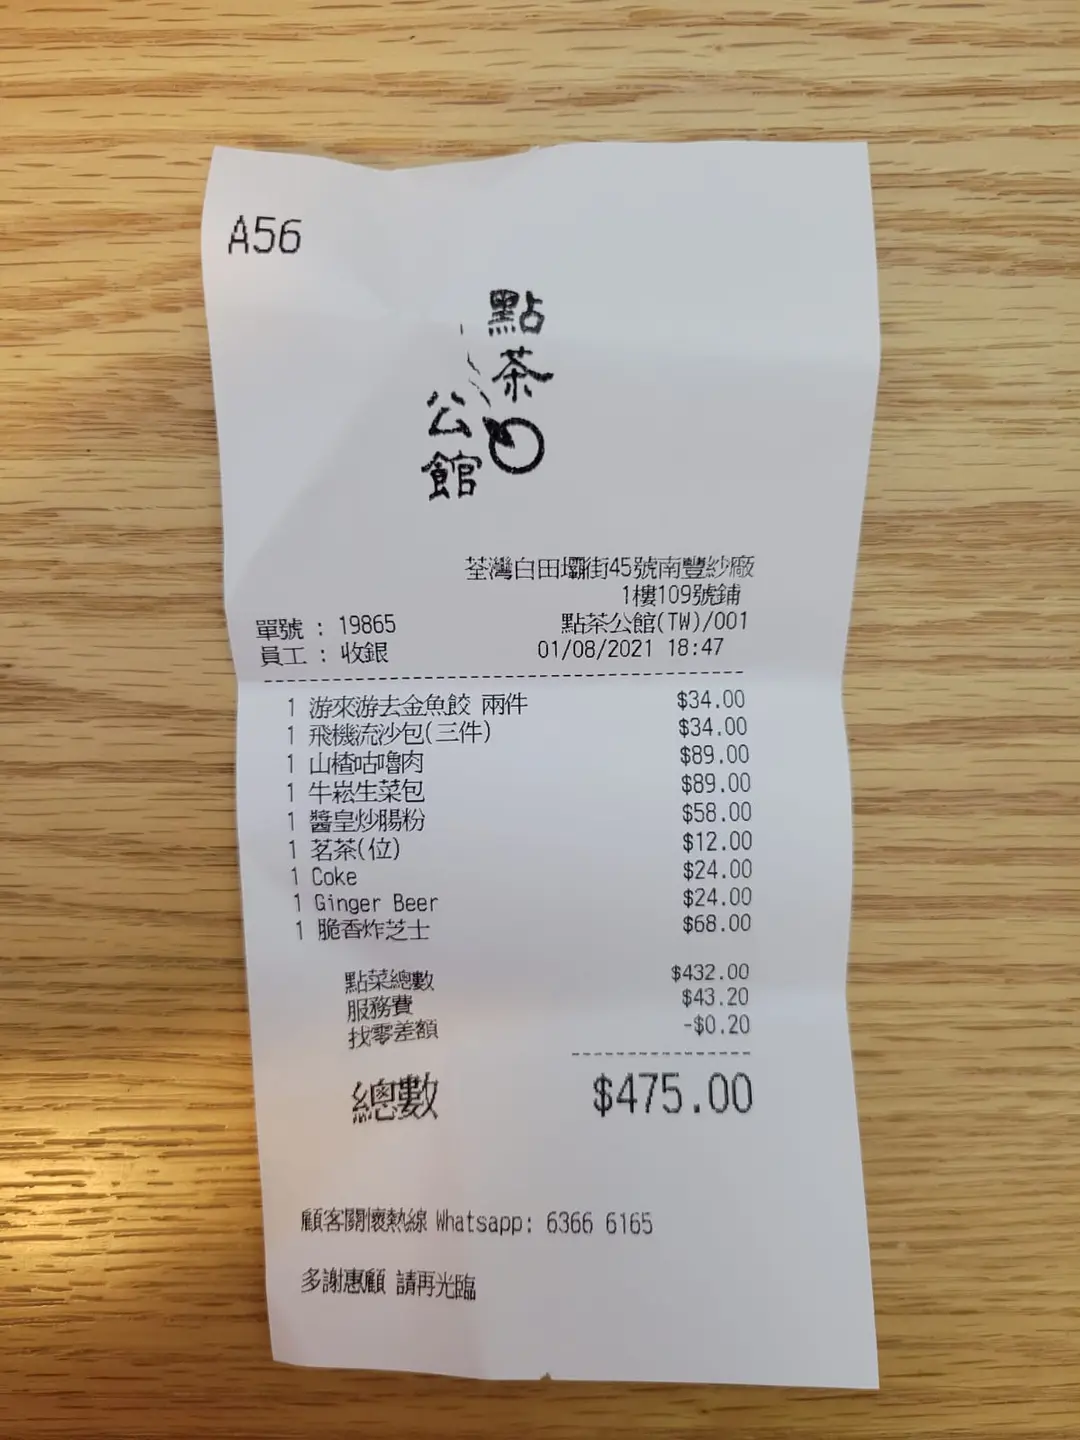 A56
點茶
公館
荃灣白田壩街45號南豐紗廠
1樓109號鋪
單號 : 19865 點茶公館(TW)/001
員工 : 收銀 01/08/2021 18:47
1 游來游去金魚餃 兩件 $34.00
1 飛機流沙包(三件) $34.00
1 山楂咕嚕肉 $89.00
1 牛崧生菜包 $89.00
1 醬皇炒腸粉 $58.00
1 茗茶(位) $12.00
1 Coke $24.00
1 Ginger Beer $24.00
1 脆香炸芝士 $68.00
點菜總數 $432.00
服務費 $43.20
找零差額 -$0.20
總數 $475.00
顧客關懷熱線 Whatsapp: 6366 6165
多謝惠顧 請再光臨